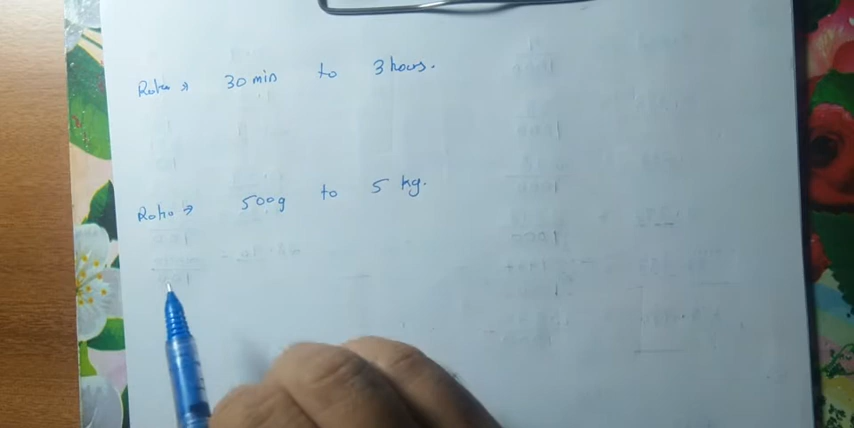 Ratio → 30 min to 3 hours.
Ratio → 500g to 5 kg.